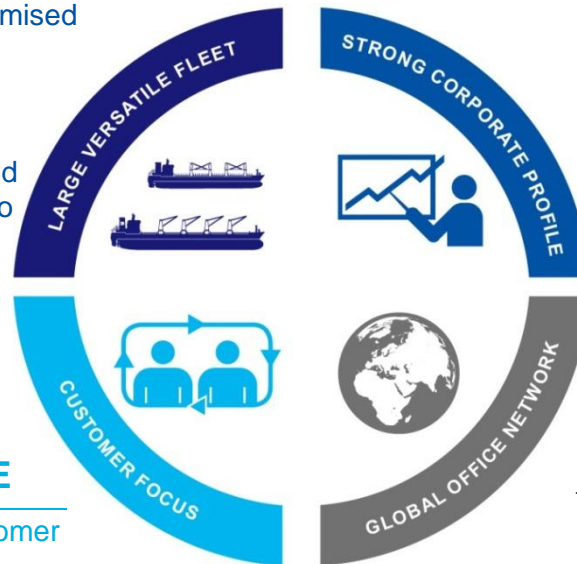 mised
LARGE VERSATILE FLEET
STRONG CORPORATE PROFILE
d
o
CUSTOMER FOCUS
GLOBAL OFFICE NETWORK
E
omer